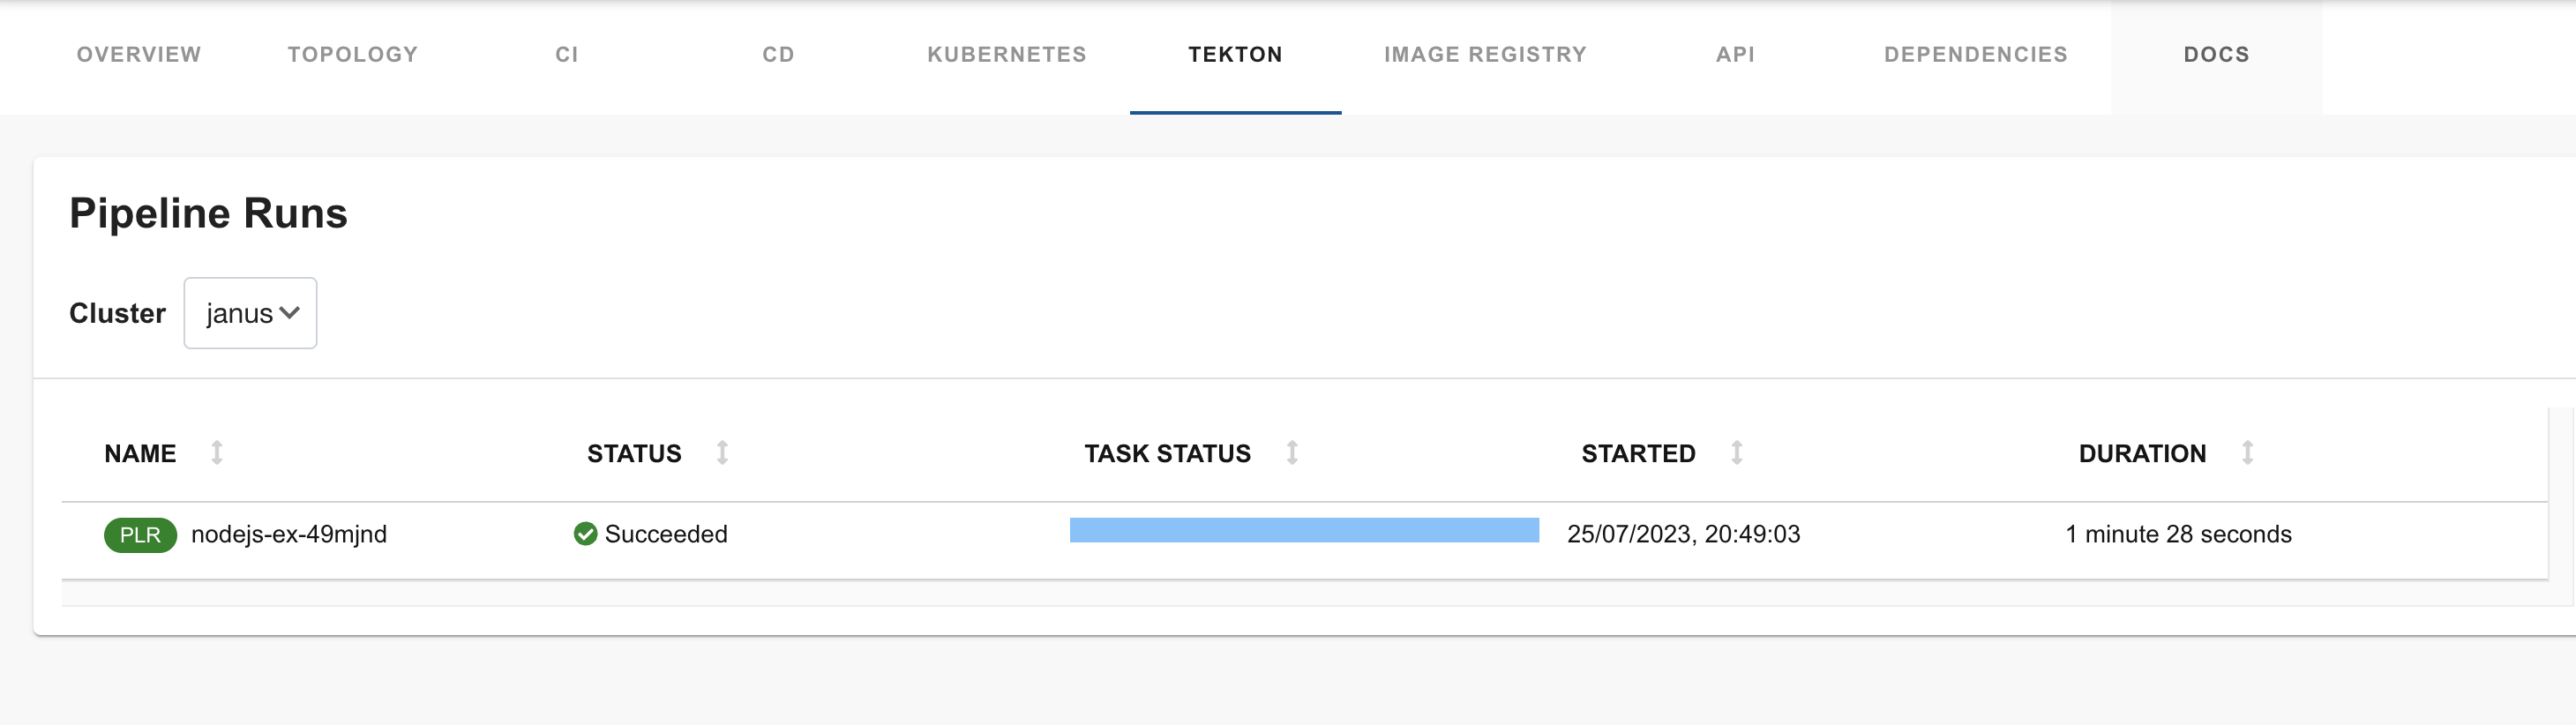 OVERVIEW TOPOLOGY CI CD KUBERNETES TEKTON IMAGE REGISTRY API DEPENDENCIES DOCS
Pipeline Runs
Cluster janus
NAME STATUS TASK STATUS STARTED DURATION
PLR nodejs-ex-49mjnd Succeeded 25/07/2023, 20:49:03 1 minute 28 seconds